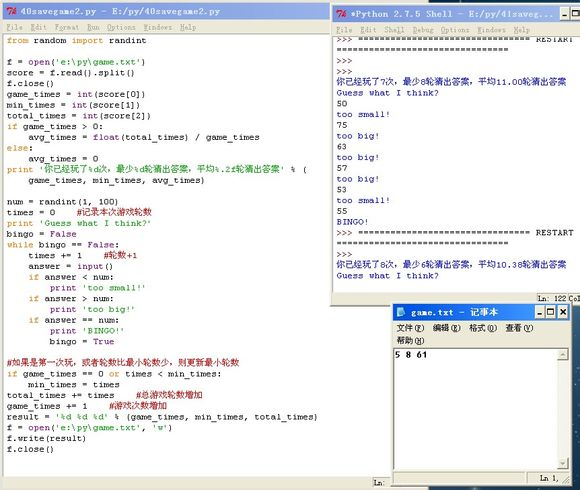 40savegame2.py - E:/py/40savegame2.py
File Edit Format Run Options Windows Help
from random import randint
f = open('e:\py\game.txt')
score = f.read().split()
f.close()
game_times = int(score[0])
min_times = int(score[1])
total_times = int(score[2])
if game_times > 0:
    avg_times = float(total_times) / game_times
else:
    avg_times = 0
print '你已经玩了%d次，最少%d轮猜出答案，平均%.2f轮猜出答案' % (
    game_times, min_times, avg_times)
num = randint(1, 100)
times = 0    #记录本次游戏轮数
print 'Guess what I think?'
bingo = False
while bingo == False:
    times += 1    #轮数+1
    answer = input()
    if answer < num:
        print 'too small!'
    if answer > num:
        print 'too big!'
    if answer == num:
        print 'BINGO!'
        bingo = True
#如果是第一次玩，或者轮数比最小轮数少，则更新最小轮数
if game_times == 0 or times < min_times:
    min_times = times
total_times += times    #总游戏轮数增加
game_times += 1    #游戏次数增加
result = '%d %d %d' % (game_times, min_times, total_times)
f = open('e:\py\game.txt', 'w')
f.write(result)
f.close()
Ln:
*Python 2.7.5 Shell - E:/py/41saveg...
File Edit Shell Debug Options Windows Help
>>> ================================ RESTART
================================
>>>
>>>
你已经玩了7次，最少8轮猜出答案，平均11.00轮猜出答案
Guess what I think?
50
too small!
75
too big!
63
too big!
57
too big!
53
too small!
55
BINGO!
>>> ================================ RESTART
================================
>>>
你已经玩了8次，最少6轮猜出答案，平均10.38轮猜出答案
Guess what I think?
Ln: 122 Col
game.txt - 记事本
文件(F) 编辑(E) 格式(O) 查看(V)
帮助(H)
5 8 61
Ln 1,